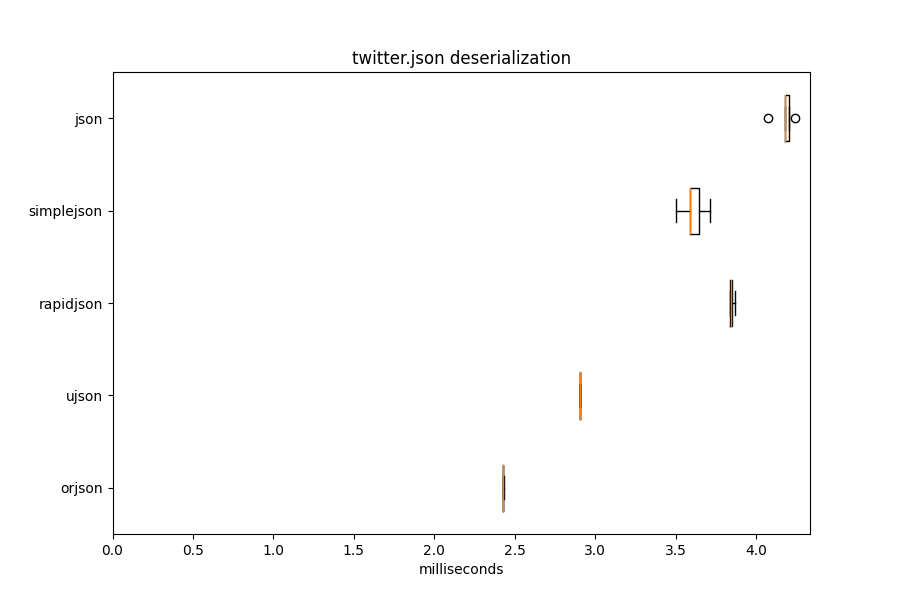 twitter.json deserialization
json
simplejson
rapidjson
ujson
orjson
0.0 0.5 1.0 1.5 2.0 2.5 3.0 3.5 4.0
milliseconds